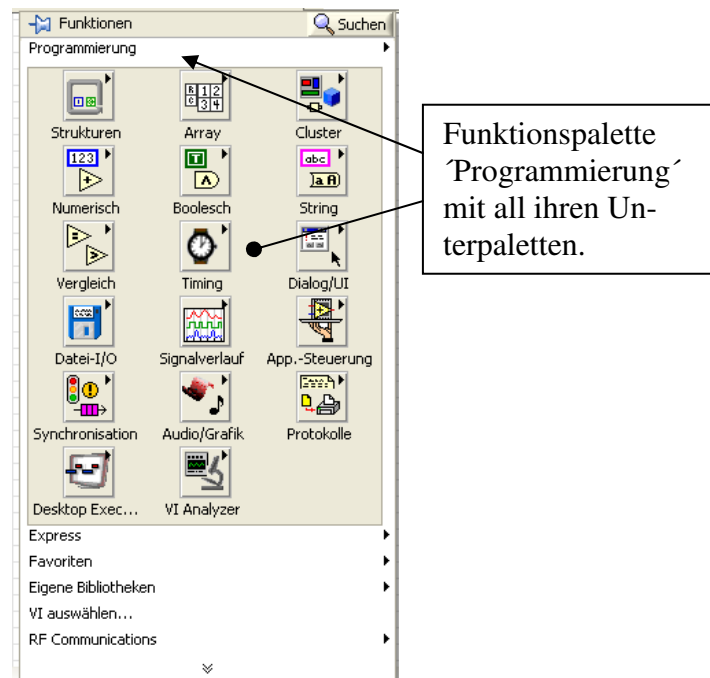 Funktionen Suchen
Programmierung
Strukturen Array Cluster
Numerisch Boolesch String
Vergleich Timing Dialog/UI
Datei-I/O Signalverlauf App.-Steuerung
Synchronisation Audio/Grafik Protokolle
Desktop Exec... VI Analyzer
Express
Favoriten
Eigene Bibliotheken
VI auswählen...
RF Communications
Funktionspalette
´Programmierung´
mit all ihren Un-
terpaletten.